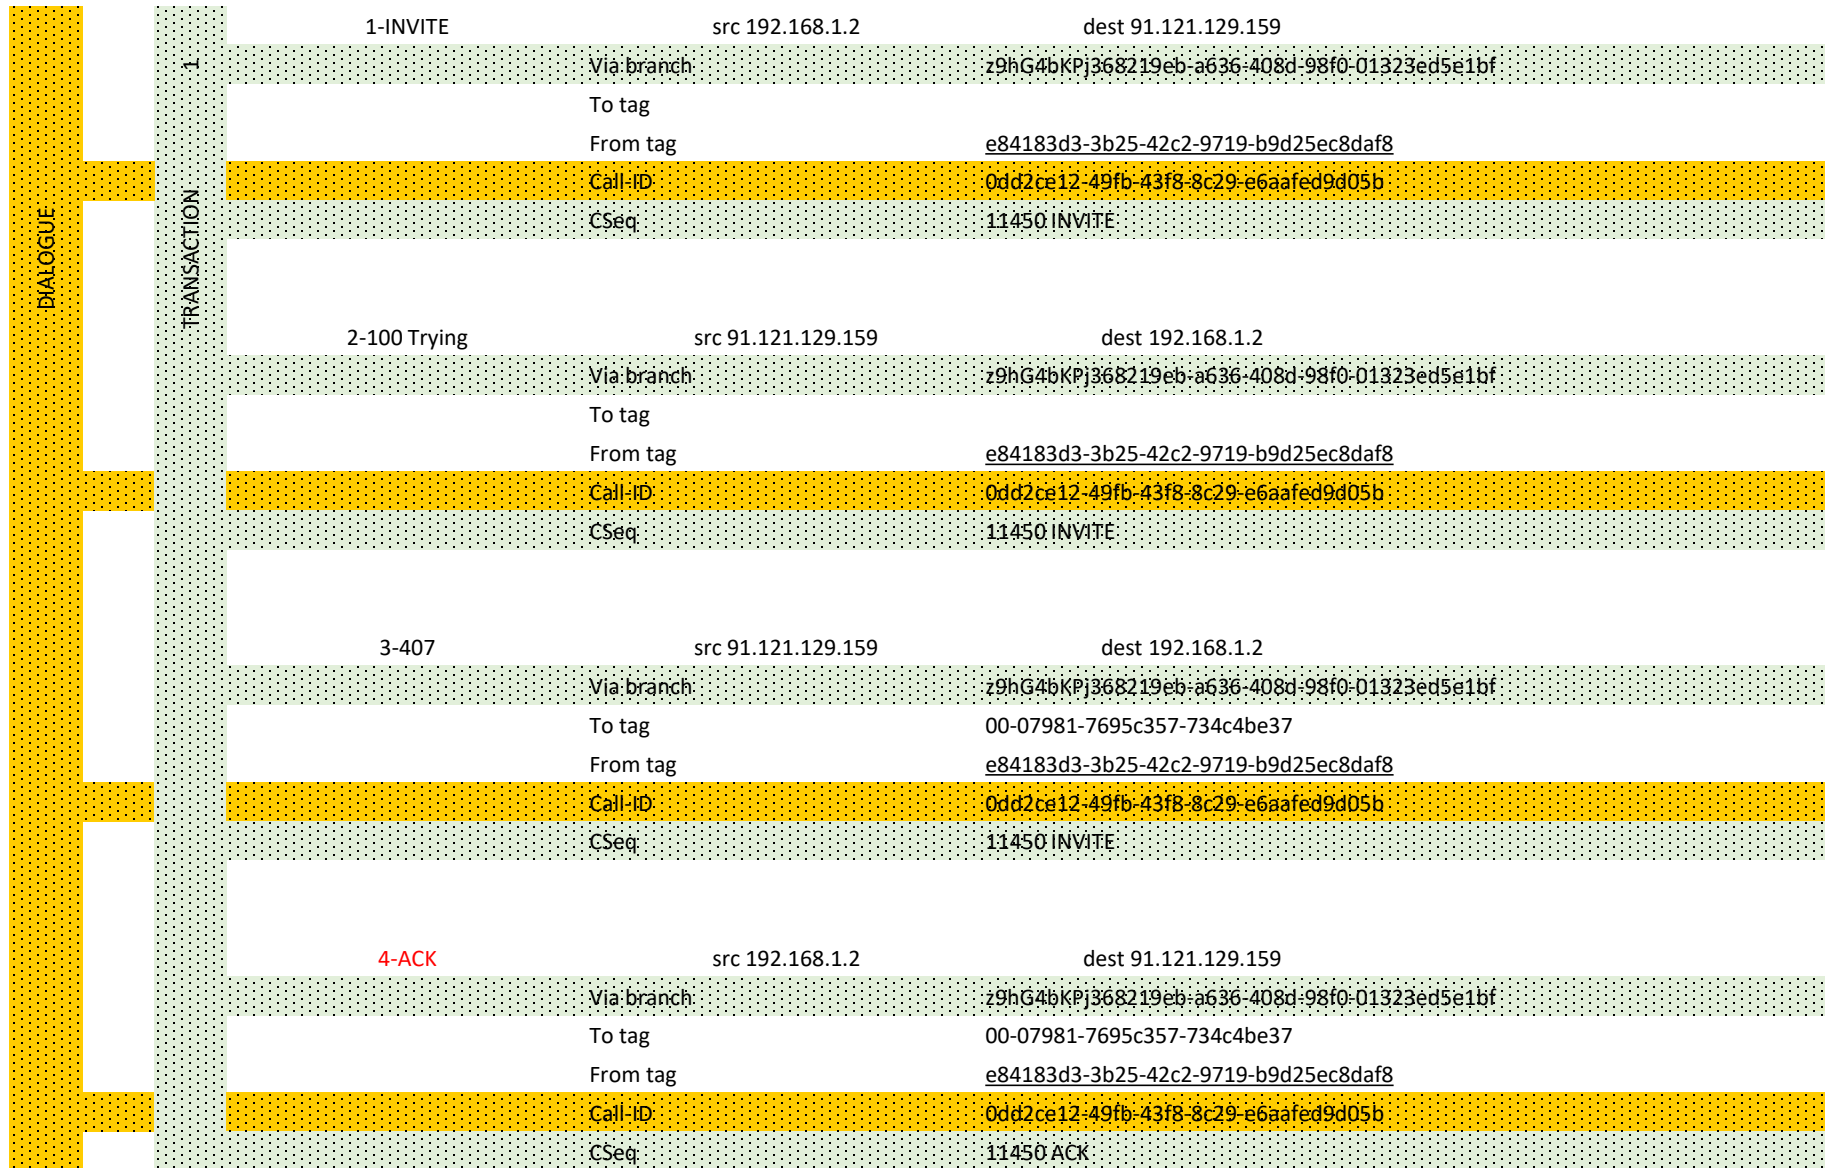 DIALOGUE
TRANSACTION 1
1-INVITE src 192.168.1.2 dest 91.121.129.159
Via branch z9hG4bKPj368219eb-a636-408d-98f0-01323ed5e1bf
To tag
From tag e84183d3-3b25-42c2-9719-b9d25ec8daf8
Call-ID 0dd2ce12-49fb-43f8-8c29-e6aafed9d05b
CSeq 11450 INVITE
2-100 Trying src 91.121.129.159 dest 192.168.1.2
Via branch z9hG4bKPj368219eb-a636-408d-98f0-01323ed5e1bf
To tag
From tag e84183d3-3b25-42c2-9719-b9d25ec8daf8
Call-ID 0dd2ce12-49fb-43f8-8c29-e6aafed9d05b
CSeq 11450 INVITE
3-407 src 91.121.129.159 dest 192.168.1.2
Via branch z9hG4bKPj368219eb-a636-408d-98f0-01323ed5e1bf
To tag 00-07981-7695c357-734c4be37
From tag e84183d3-3b25-42c2-9719-b9d25ec8daf8
Call-ID 0dd2ce12-49fb-43f8-8c29-e6aafed9d05b
CSeq 11450 INVITE
4-ACK src 192.168.1.2 dest 91.121.129.159
Via branch z9hG4bKPj368219eb-a636-408d-98f0-01323ed5e1bf
To tag 00-07981-7695c357-734c4be37
From tag e84183d3-3b25-42c2-9719-b9d25ec8daf8
Call-ID 0dd2ce12-49fb-43f8-8c29-e6aafed9d05b
CSeq 11450 ACK